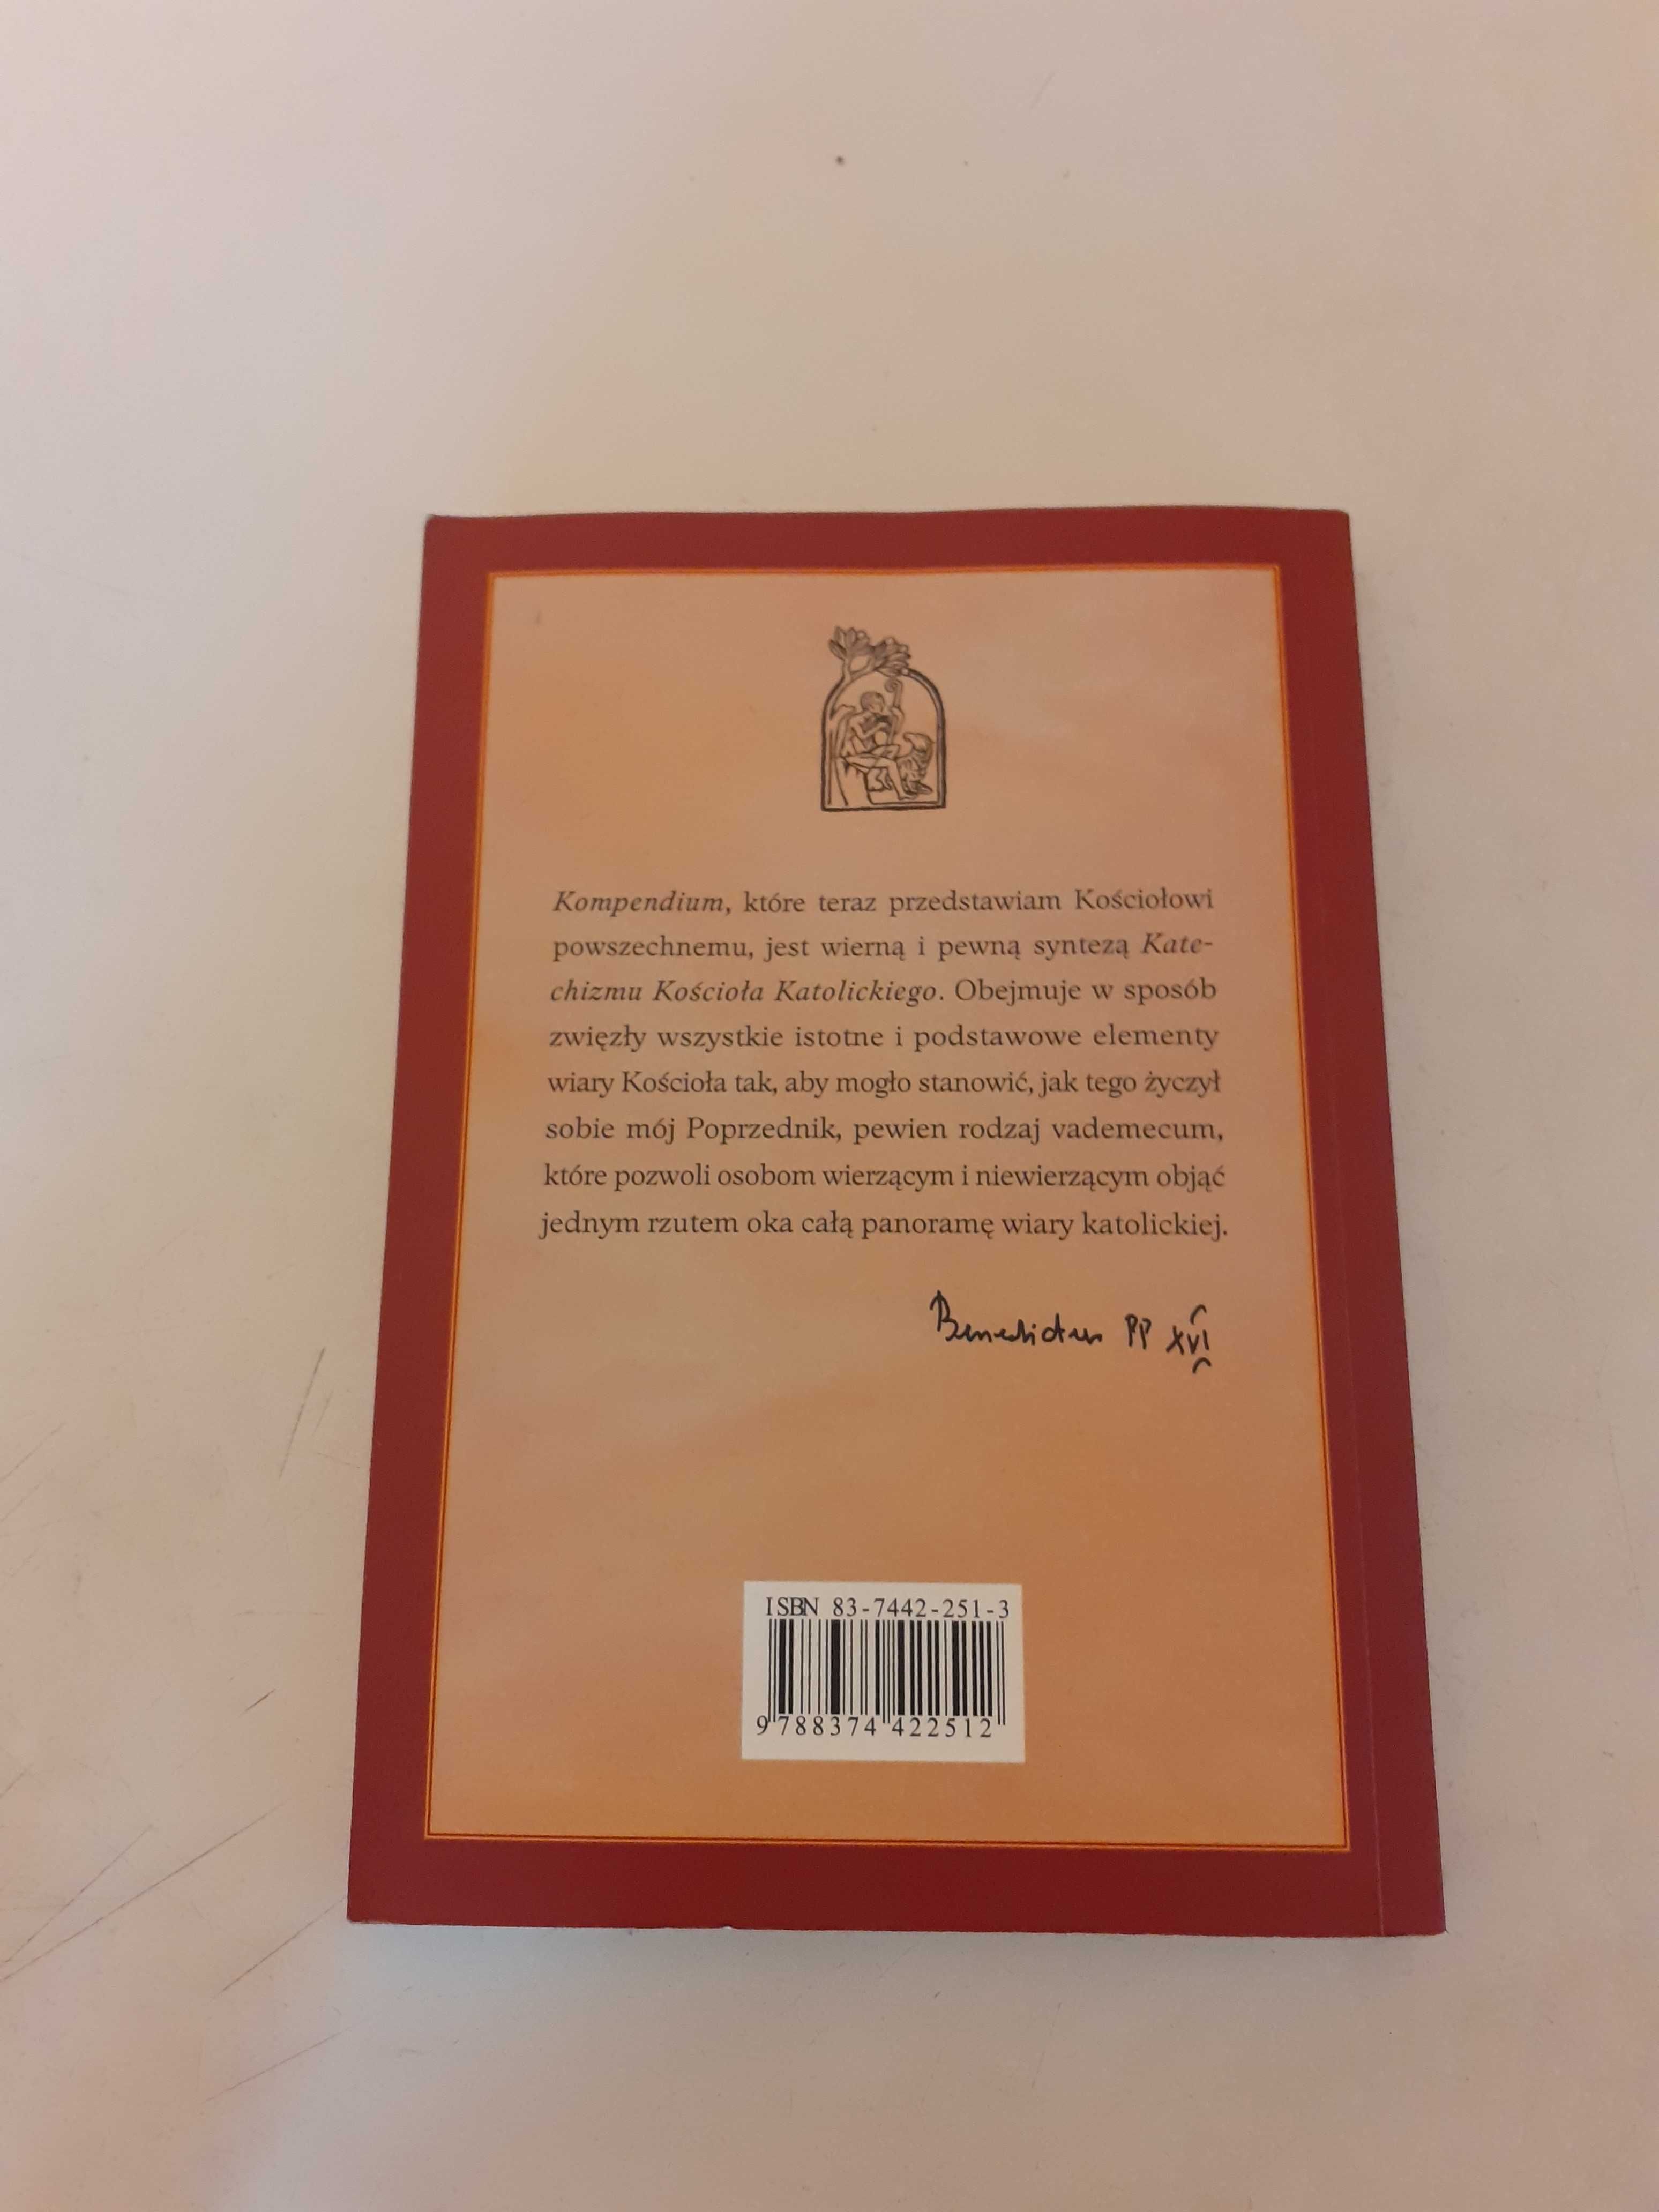 Kompendium, które teraz przedstawiam Kościołowi
powszechnemu, jest wierną i pewną syntezą Kate-
chizmu Kościoła Katolickiego. Obejmuje w sposób
zwięzły wszystkie istotne i podstawowe elementy
wiary Kościoła tak, aby mogło stanowić, jak tego życzył
sobie mój Poprzednik, pewien rodzaj vademecum,
które pozwoli osobom wierzącym i niewierzącym objąć
jednym rzutem oka całą panoramę wiary katolickiej.
Benedictus PP XVI
ISBN 83-7442-251-3
9 788374 422512